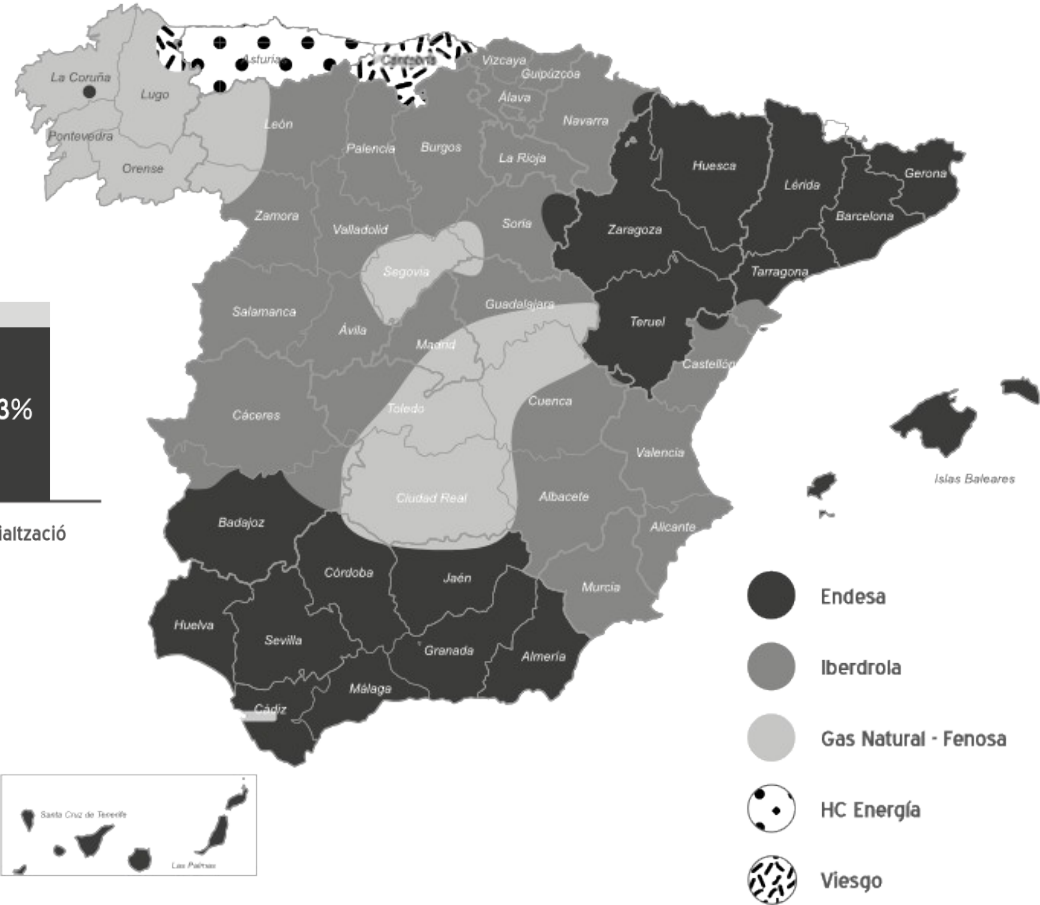 La Coruña
Lugo
Pontevedra
Orense
Asturias
Cantabria
Vizcaya
Guipúzcoa
Álava
Navarra
León
Palencia
Burgos
La Rioja
Huesca
Lérida
Gerona
Barcelona
Zaragoza
Tarragona
Zamora
Valladolid
Soria
Segovia
Salamanca
Ávila
Guadalajara
Madrid
Teruel
Castellón
Cáceres
Toledo
Cuenca
Valencia
Islas Baleares
Ciudad Real
Albacete
Alicante
Badajoz
Córdoba
Jaén
Murcia
Huelva
Sevilla
Granada
Almería
Málaga
Cádiz
3%
ialtzació
Santa Cruz de Tenerife
Las Palmas
Endesa
Iberdrola
Gas Natural - Fenosa
HC Energía
Viesgo